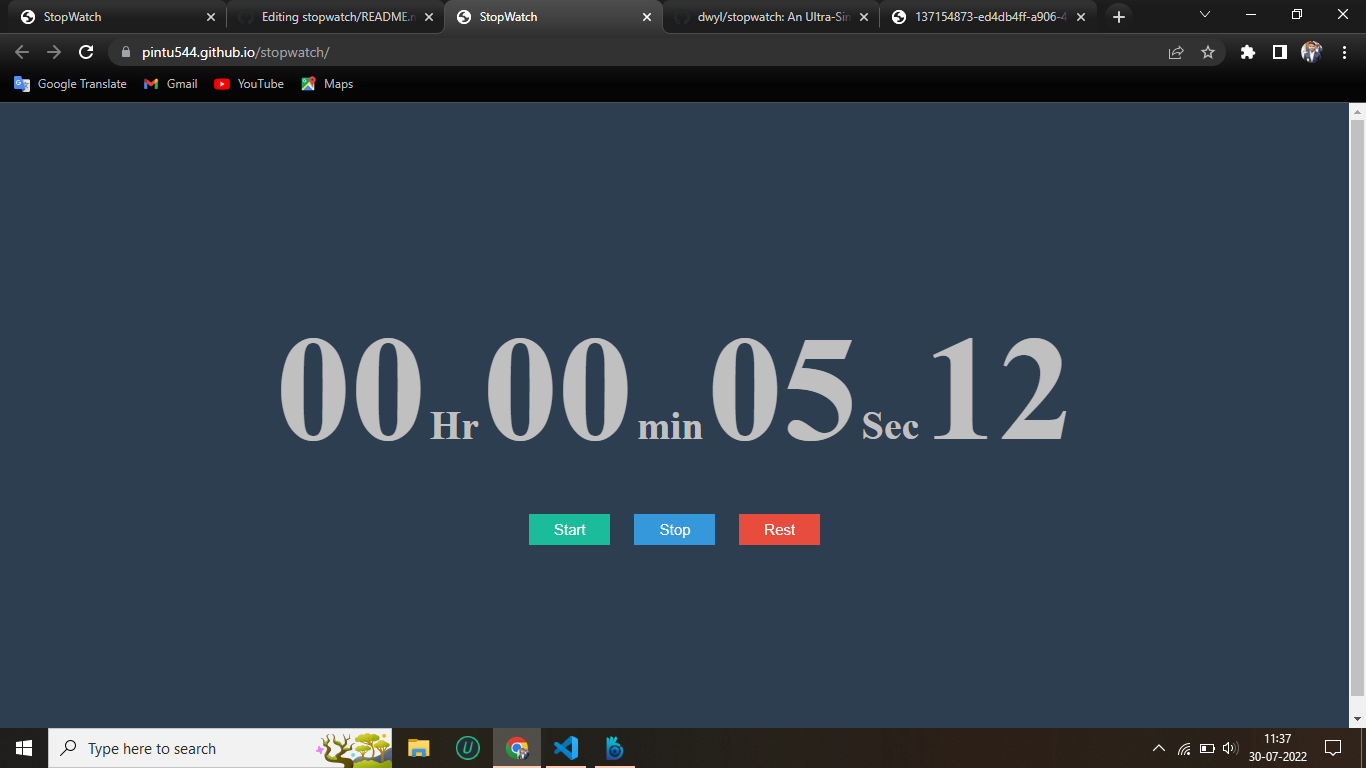 StopWatch
Editing stopwatch/README.m
StopWatch
dwyl/stopwatch: An Ultra-Sim
137154873-ed4db4ff-a906-4
pintu544.github.io/stopwatch/
Google Translate
Gmail
YouTube
Maps
00 Hr 00 min 05 Sec 12
Start
Stop
Rest
Type here to search
11:37
30-07-2022